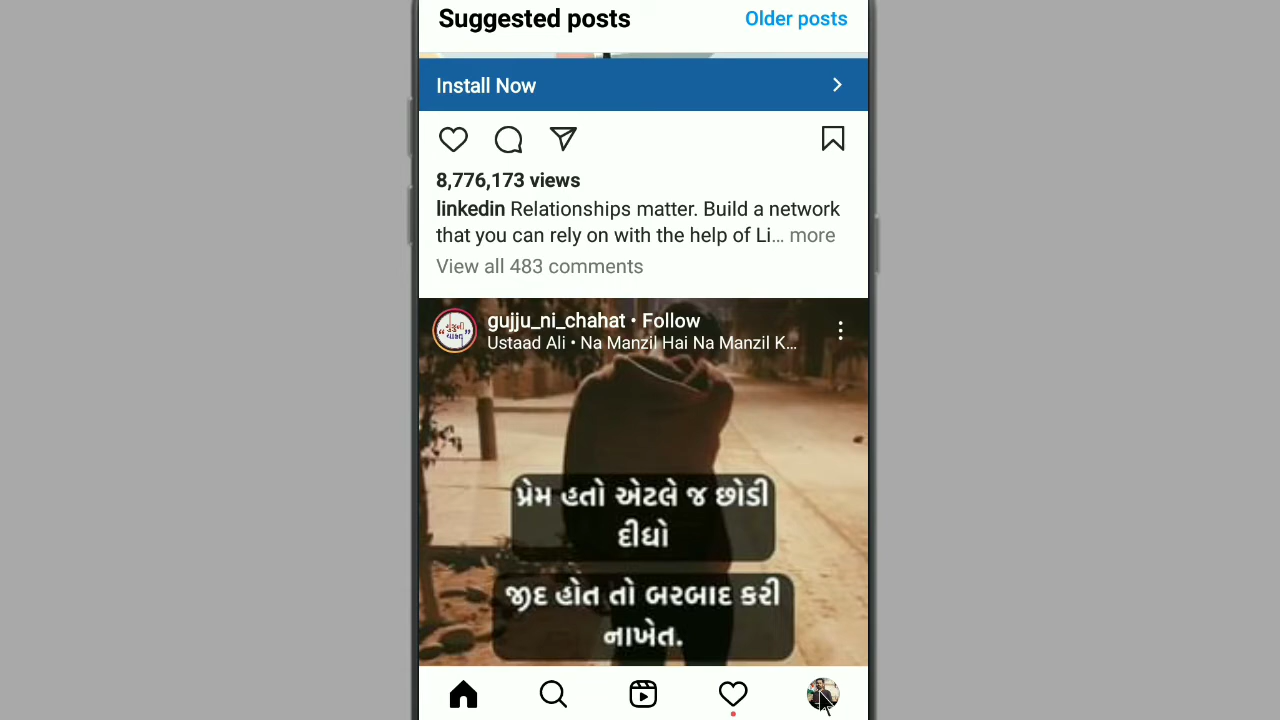 Suggested posts Older posts
Install Now
8,776,173 views
linkedin Relationships matter. Build a network
that you can rely on with the help of Li... more
View all 483 comments
gujju_ni_chahat • Follow
Ustaad Ali • Na Manzil Hai Na Manzil K...
પ્રેમ હતો એટલે જ છોડી
દીધો
જીદ હોત તો બરબાદ કરી
નાખેત.